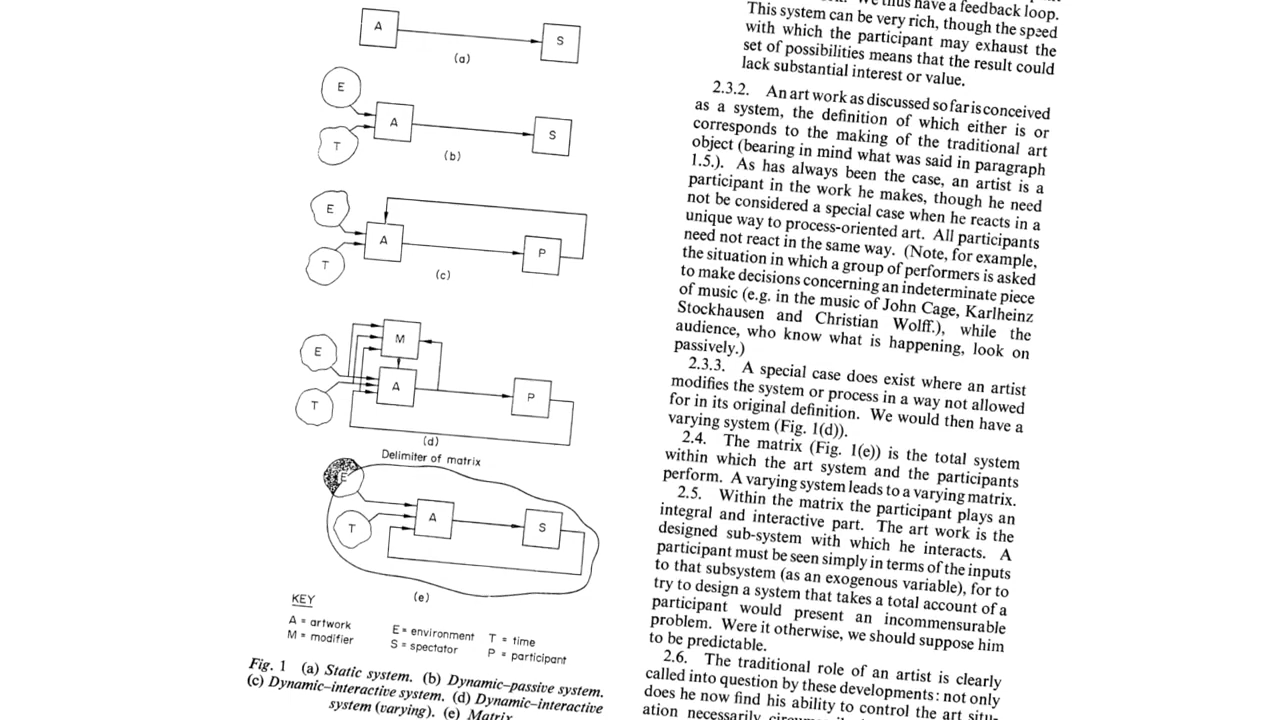 A
S
(a)
E
T
A
S
(b)
E
T
A
P
(c)
E
T
M
A
P
(d)
Delimiter of matrix
E
T
A
S
(e)
KEY
A = artwork
M = modifier
E = environment
S = spectator
T = time
P = participant
Fig. 1 (a) Static system. (b) Dynamic–passive system.
(c) Dynamic–interactive system. (d) Dynamic–interactive
system (varying). (e) Matrix
We thus have a feedback loop.
This system can be very rich, though the speed
with which the participant may exhaust the
set of possibilities means that the result could
lack substantial interest or value.
2.3.2. An art work as discussed so far is conceived
as a system, the definition of which either is or
corresponds to the making of the traditional art
object (bearing in mind what was said in paragraph
1.5.). As has always been the case, an artist is a
participant in the work he makes, though he need
not be considered a special case when he reacts in a
unique way to process-oriented art. All participants
need not react in the same way. (Note, for example,
the situation in which a group of performers is asked
to make decisions concerning an indeterminate piece
of music (e.g. in the music of John Cage, Karlheinz
Stockhausen and Christian Wolff.), while the
audience, who know what is happening, look on
passively.)
2.3.3. A special case does exist where an artist
modifies the system or process in a way not allowed
for in its original definition. We would then have a
varying system (Fig. 1(d)).
2.4. The matrix (Fig. 1(e)) is the total system
within which the art system and the participants
perform. A varying system leads to a varying matrix.
2.5. Within the matrix the participant plays an
integral and interactive part. The art work is the
designed sub-system with which he interacts. A
participant must be seen simply in terms of the inputs
to that subsystem (as an exogenous variable), for to
try to design a system that takes a total account of a
participant would present an incommensurable
problem. Were it otherwise, we should suppose him
to be predictable.
2.6. The traditional role of an artist is clearly
called into question by these developments: not only
does he now find his ability to control the art situ-
ation necessarily